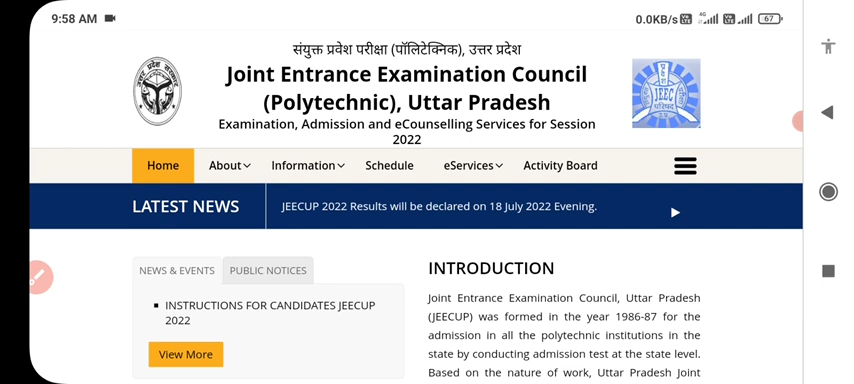 9:58 AM
0.0KB/s
4G
67
संयुक्त प्रवेश परीक्षा (पॉलिटेक्निक), उत्तर प्रदेश
Joint Entrance Examination Council
(Polytechnic), Uttar Pradesh
Examination, Admission and eCounselling Services for Session
2022
JEEC
Home About Information Schedule eServices Activity Board
LATEST NEWS JEECUP 2022 Results will be declared on 18 July 2022 Evening.
NEWS & EVENTS PUBLIC NOTICES
INSTRUCTIONS FOR CANDIDATES JEECUP
2022
View More
INTRODUCTION
Joint Entrance Examination Council, Uttar Pradesh
(JEECUP) was formed in the year 1986-87 for the
admission in all the polytechnic institutions in the
state by conducting admission test at the state level.
Based on the nature of work, Uttar Pradesh Joint